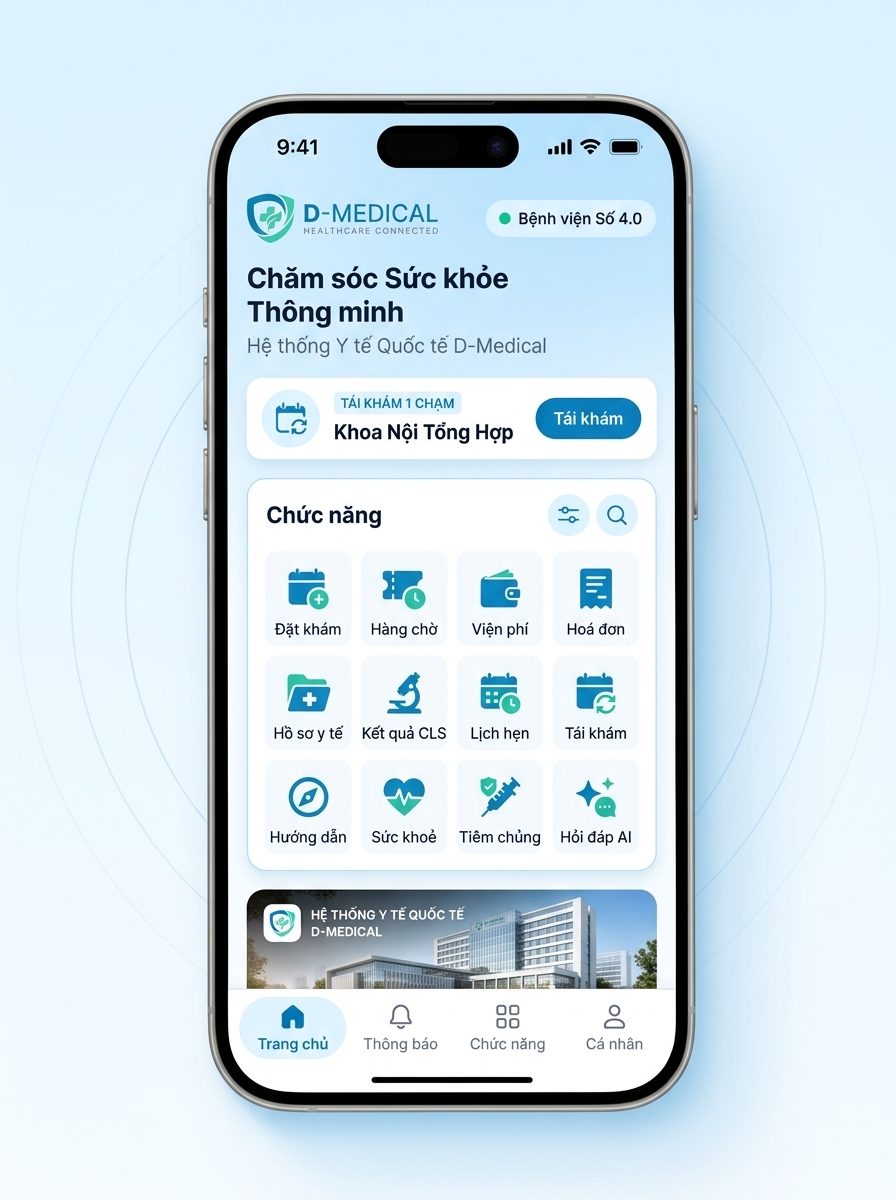 9:41
D-MEDICAL
HEALTHCARE CONNECTED
Bệnh viện Số 4.0
Chăm sóc Sức khỏe
Thông minh
Hệ thống Y tế Quốc tế D-Medical
TÁI KHÁM 1 CHẠM
Khoa Nội Tổng Hợp
Tái khám
Chức năng
Đặt khám
Hàng chờ
Viện phí
Hoá đơn
Hồ sơ y tế
Kết quả CLS
Lịch hẹn
Tái khám
Hướng dẫn
Sức khoẻ
Tiêm chủng
Hỏi đáp AI
HỆ THỐNG Y TẾ QUỐC TẾ
D-MEDICAL
Trang chủ
Thông báo
Chức năng
Cá nhân